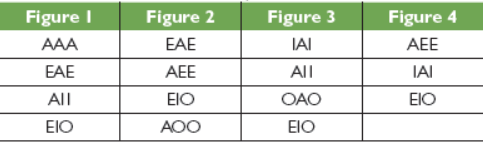 Figure 1 Figure 2 Figure 3 Figure 4
AAA EAE IAI AEE
EAE AEE AII IAI
AII EIO OAO EIO
EIO AOO EIO